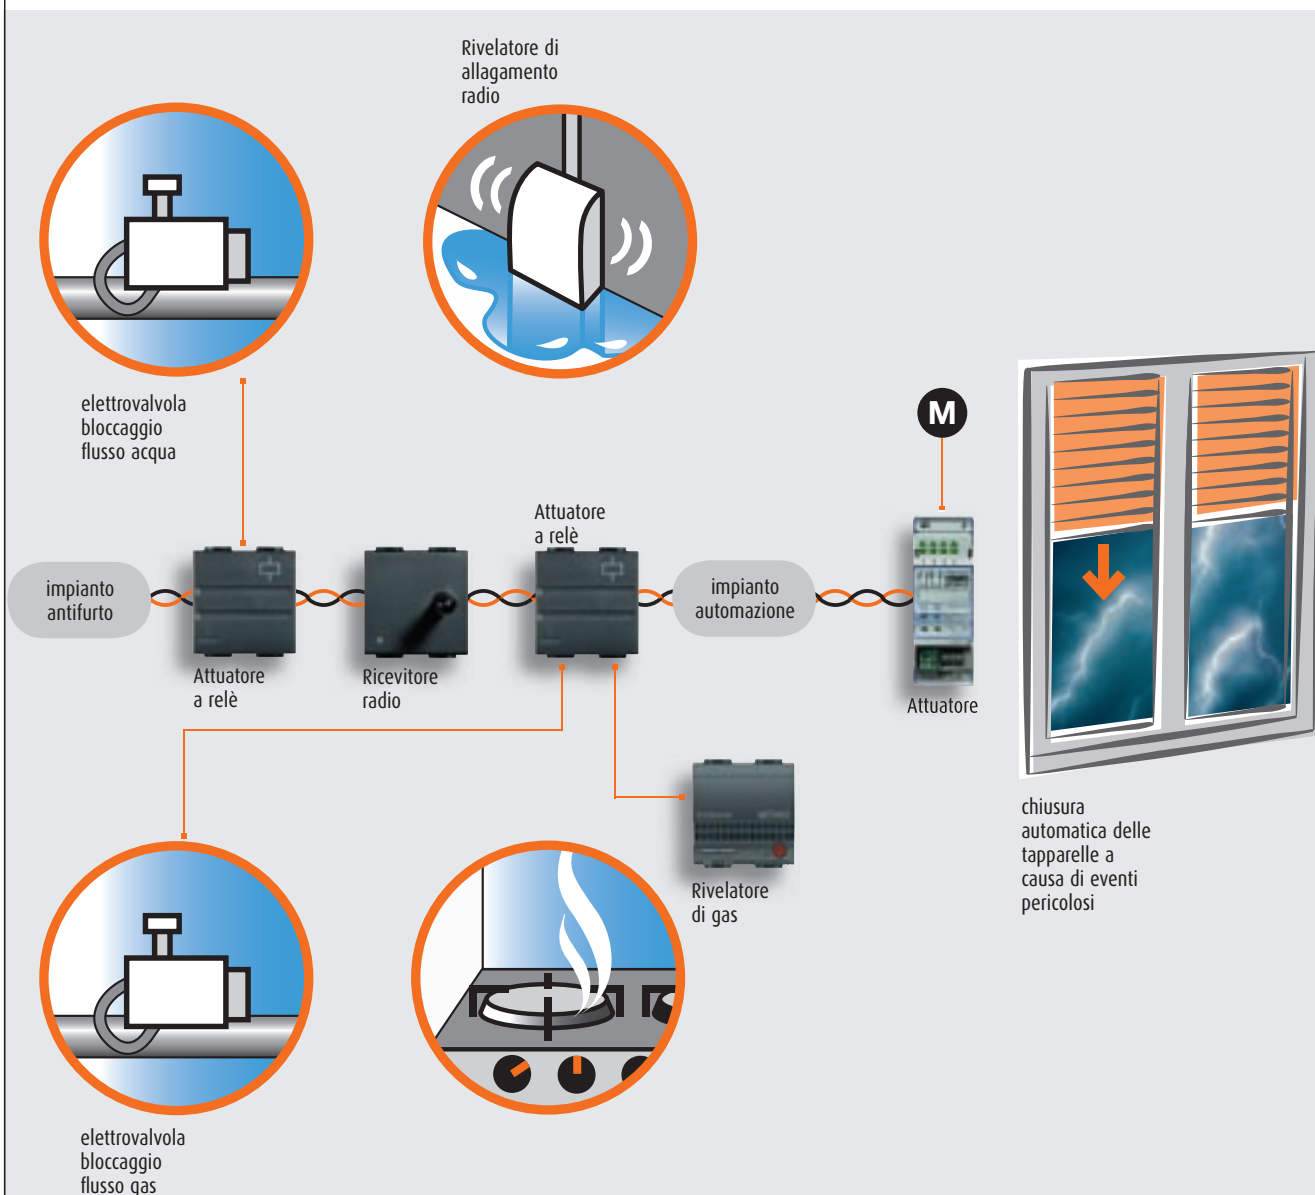 Rivelatore di
allagamento
radio
elettrovalvola
bloccaggio
flusso acqua
M
Attuatore
a relè
impianto
antifurto
impianto
automazione
Attuatore
a relè
Ricevitore
radio
Attuatore
Rivelatore
di gas
chiusura
automatica delle
tapparelle a
causa di eventi
pericolosi
elettrovalvola
bloccaggio
flusso gas